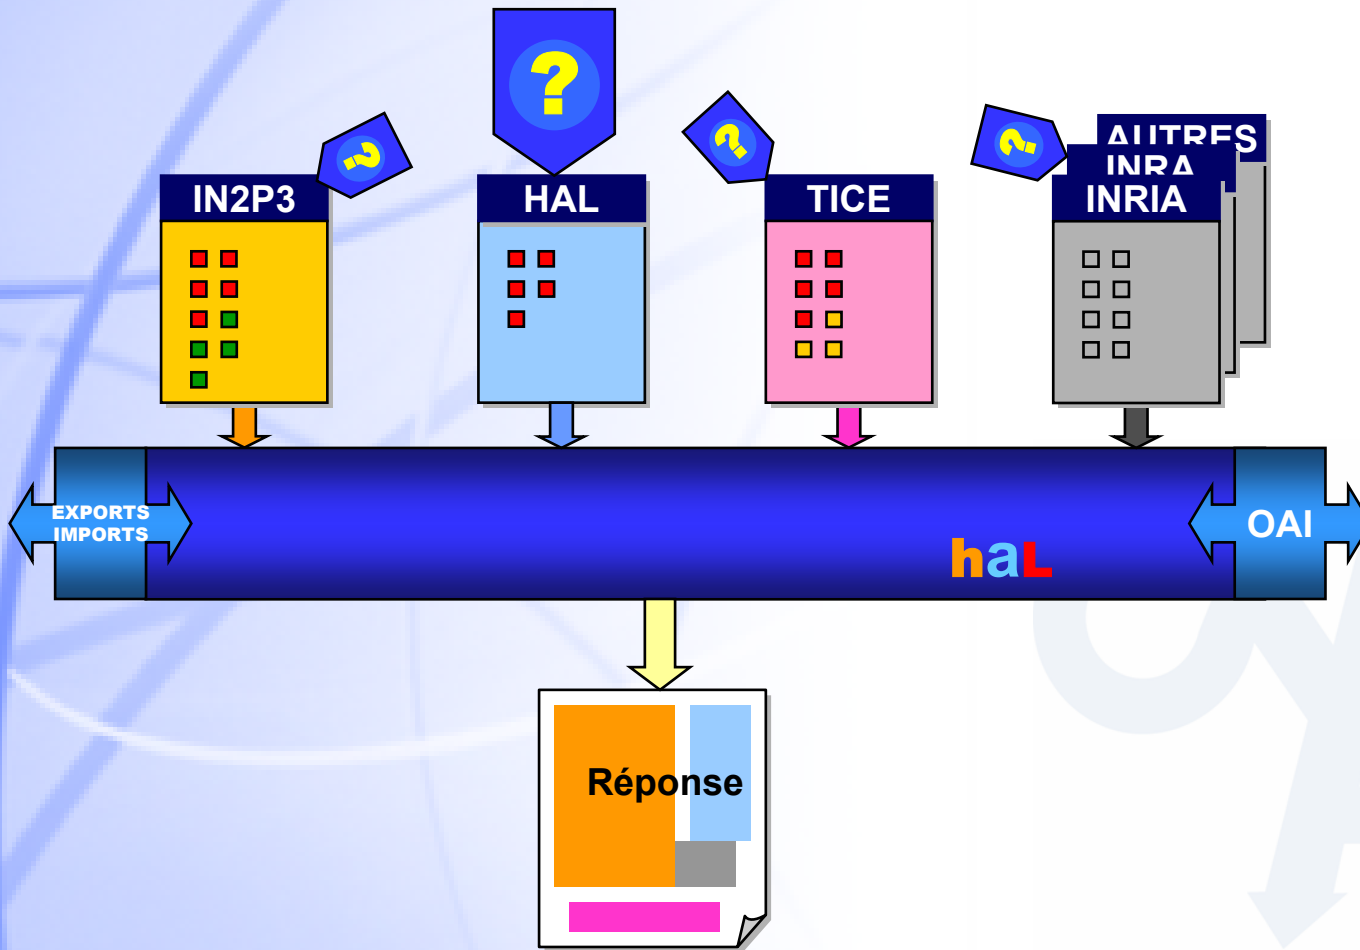 ?
?
?
?
AUTRES
INRA
IN2P3
HAL
TICE
INRIA
EXPORTS
IMPORTS
haL
OAI
Réponse